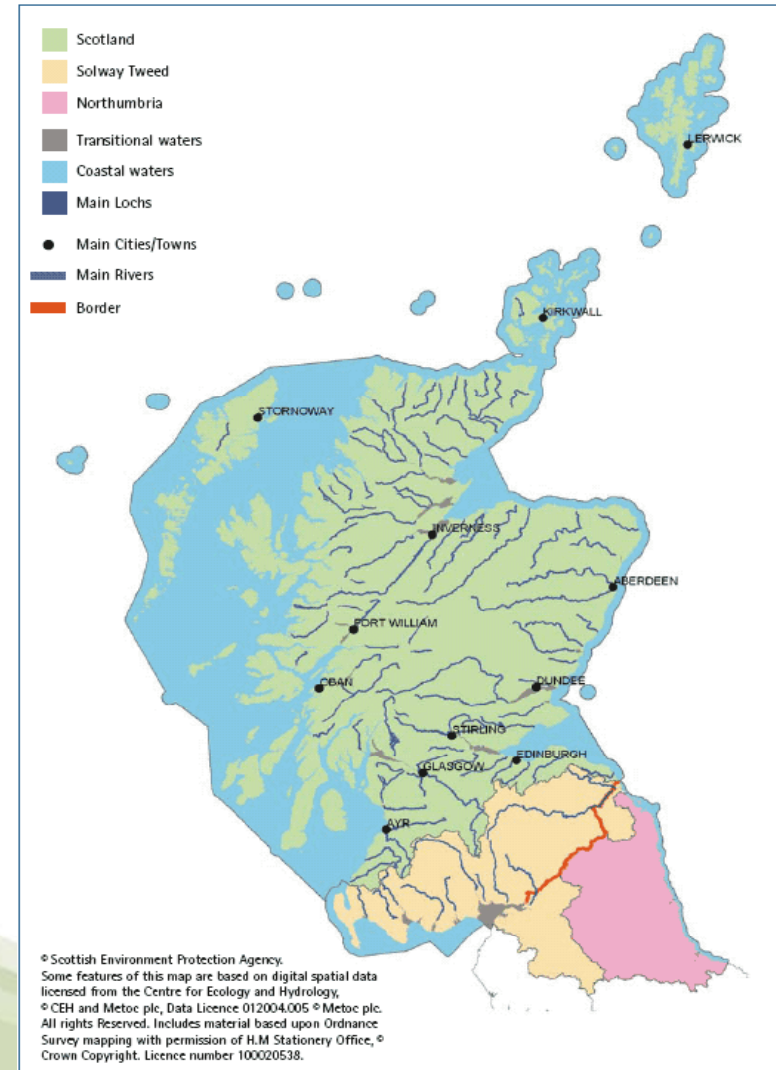 Scotland
Solway Tweed
Northumbria
Transitional waters
Coastal waters
Main Lochs
Main Cities/Towns
Main Rivers
Border
LERWICK
KIRKWALL
STORNOWAY
INVERNESS
ABERDEEN
FORT WILLIAM
OBAN
DUNDEE
STIRLING
EDINBURGH
GLASGOW
AYR
© Scottish Environment Protection Agency.
Some features of this map are based on digital spatial data
licensed from the Centre for Ecology and Hydrology,
© CEH and Metoc plc, Data Licence 012004.005 © Metoc plc.
All rights Reserved. Includes material based upon Ordnance
Survey mapping with permission of H.M Stationery Office, ©
Crown Copyright. Licence number 100020538.